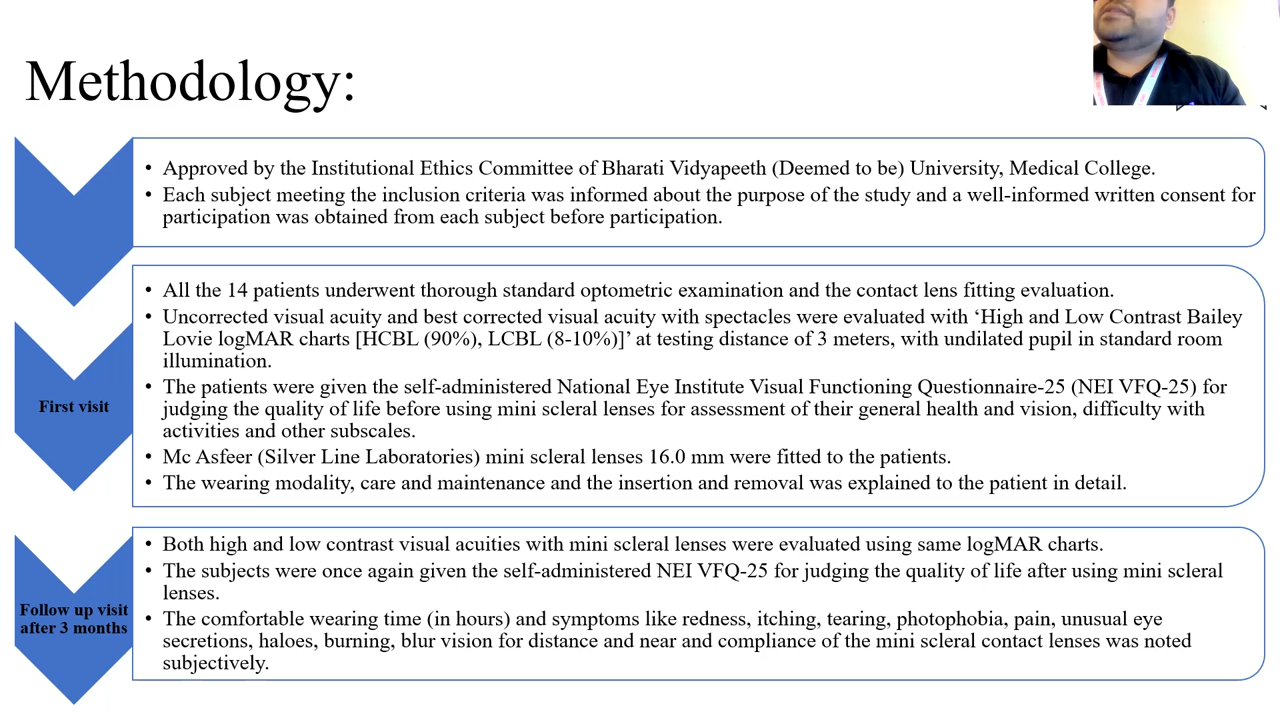 Methodology:
• Approved by the Institutional Ethics Committee of Bharati Vidyapeeth (Deemed to be) University, Medical College.
• Each subject meeting the inclusion criteria was informed about the purpose of the study and a well-informed written consent for
participation was obtained from each subject before participation.
First visit
• All the 14 patients underwent thorough standard optometric examination and the contact lens fitting evaluation.
• Uncorrected visual acuity and best corrected visual acuity with spectacles were evaluated with ‘High and Low Contrast Bailey
Lovie logMAR charts [HCBL (90%), LCBL (8-10%)]’ at testing distance of 3 meters, with undilated pupil in standard room
illumination.
• The patients were given the self-administered National Eye Institute Visual Functioning Questionnaire-25 (NEI VFQ-25) for
judging the quality of life before using mini scleral lenses for assessment of their general health and vision, difficulty with
activities and other subscales.
• Mc Asfeer (Silver Line Laboratories) mini scleral lenses 16.0 mm were fitted to the patients.
• The wearing modality, care and maintenance and the insertion and removal was explained to the patient in detail.
Follow up visit
after 3 months
• Both high and low contrast visual acuities with mini scleral lenses were evaluated using same logMAR charts.
• The subjects were once again given the self-administered NEI VFQ-25 for judging the quality of life after using mini scleral
lenses.
• The comfortable wearing time (in hours) and symptoms like redness, itching, tearing, photophobia, pain, unusual eye
secretions, haloes, burning, blur vision for distance and near and compliance of the mini scleral contact lenses was noted
subjectively.